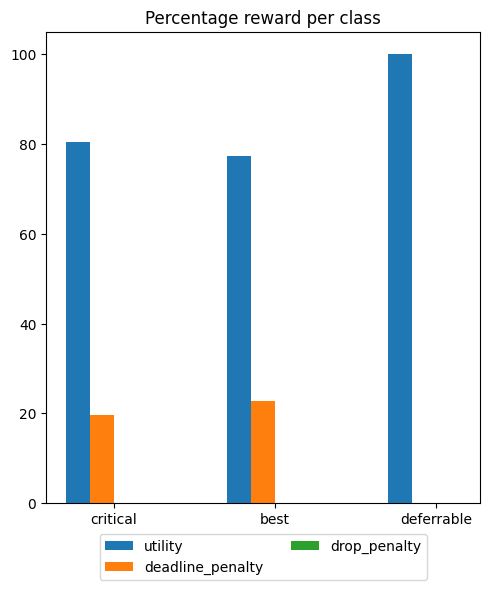 Percentage reward per class
100
80
60
40
20
0
critical best deferrable
utility drop_penalty
deadline_penalty